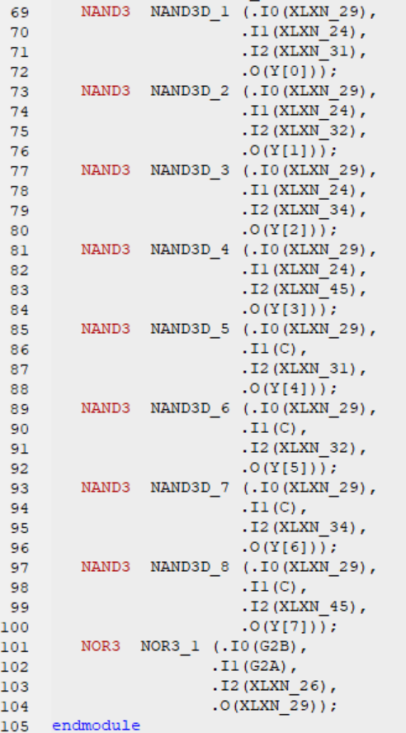 69 NAND3 NAND3D_1 (.I0(XLXN_29),
70 .I1(XLXN_24),
71 .I2(XLXN_31),
72 .O(Y[0]));
73 NAND3 NAND3D_2 (.I0(XLXN_29),
74 .I1(XLXN_24),
75 .I2(XLXN_32),
76 .O(Y[1]));
77 NAND3 NAND3D_3 (.I0(XLXN_29),
78 .I1(XLXN_24),
79 .I2(XLXN_34),
80 .O(Y[2]));
81 NAND3 NAND3D_4 (.I0(XLXN_29),
82 .I1(XLXN_24),
83 .I2(XLXN_45),
84 .O(Y[3]));
85 NAND3 NAND3D_5 (.I0(XLXN_29),
86 .I1(C),
87 .I2(XLXN_31),
88 .O(Y[4]));
89 NAND3 NAND3D_6 (.I0(XLXN_29),
90 .I1(C),
91 .I2(XLXN_32),
92 .O(Y[5]));
93 NAND3 NAND3D_7 (.I0(XLXN_29),
94 .I1(C),
95 .I2(XLXN_34),
96 .O(Y[6]));
97 NAND3 NAND3D_8 (.I0(XLXN_29),
98 .I1(C),
99 .I2(XLXN_45),
100 .O(Y[7]));
101 NOR3 NOR3_1 (.I0(G2B),
102 .I1(G2A),
103 .I2(XLXN_26),
104 .O(XLXN_29));
105 endmodule